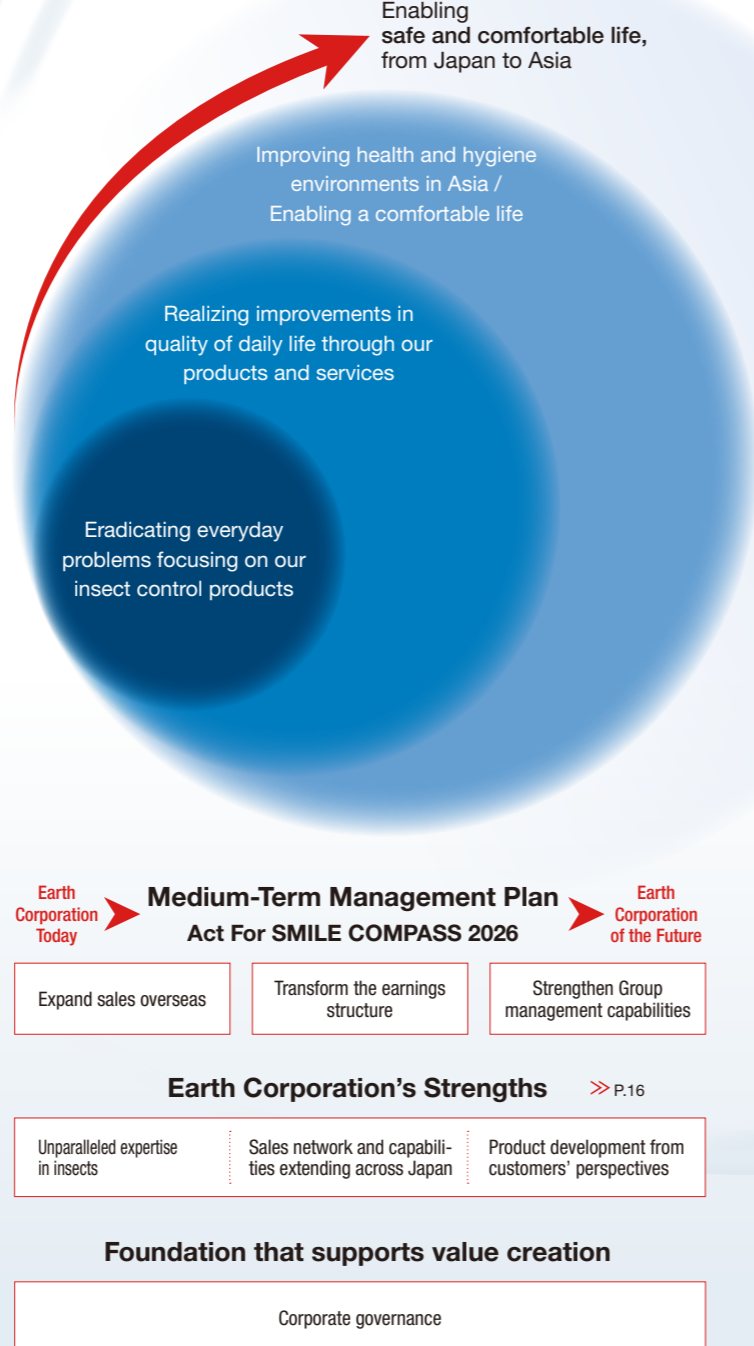 Enabling
safe and comfortable life,
from Japan to Asia
Improving health and hygiene
environments in Asia /
Enabling a comfortable life
Realizing improvements in
quality of daily life through our
products and services
Eradicating everyday
problems focusing on our
insect control products
Earth
Corporation
Today
Medium-Term Management Plan
Act For SMILE COMPASS 2026
Earth
Corporation
of the Future
Expand sales overseas
Transform the earnings
structure
Strengthen Group
management capabilities
Earth Corporation's Strengths
P.16
Unparalleled expertise
in insects
Sales network and capabili-
ties extending across Japan
Product development from
customers' perspectives
Foundation that supports value creation
Corporate governance